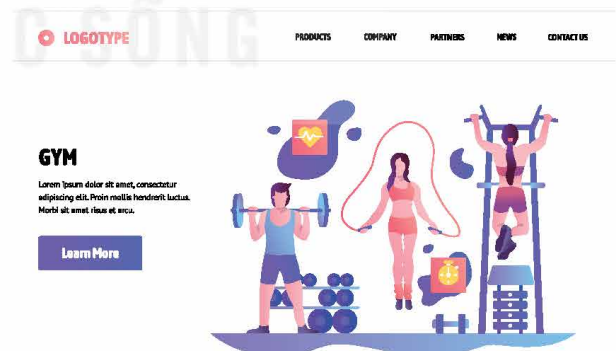 C SỐNG
LOGOTYPE
PRODUCTS
COMPANY
PARTNERS
NEWS
CONTACT US
GYM
Lorem ipsum dolor sit amet, consectetur
adipiscing elit. Proin mollis hendrerit luctus.
Morbi sit amet risus et arcu.
Learn More